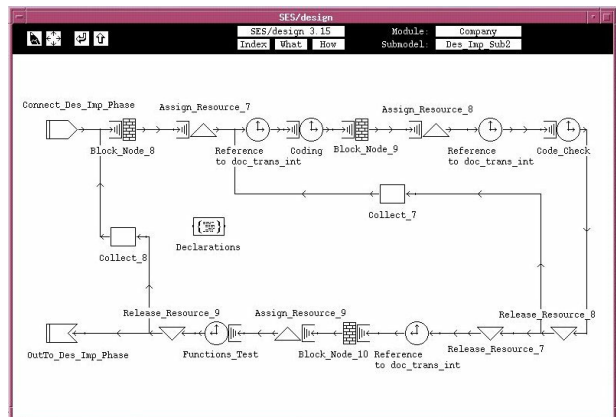 SES/design
SES/design 3.15
Module: Company
Index What How
Submodel: Des_Imp_Sub2
Connect_Des_Imp_Phase
Assign_Resource_7
Assign_Resource_8
Block_Node_8
Reference
to doc_trans_int
Coding
Block_Node_9
Reference
to doc_trans_int
Code_Check
Collect_7
Declarations
Collect_8
Release_Resource_9
Assign_Resource_9
Release_Resource_8
OutTo_Des_Imp_Phase
Functions_Test
Block_Node_10
Reference
to doc_trans_int
Release_Resource_7